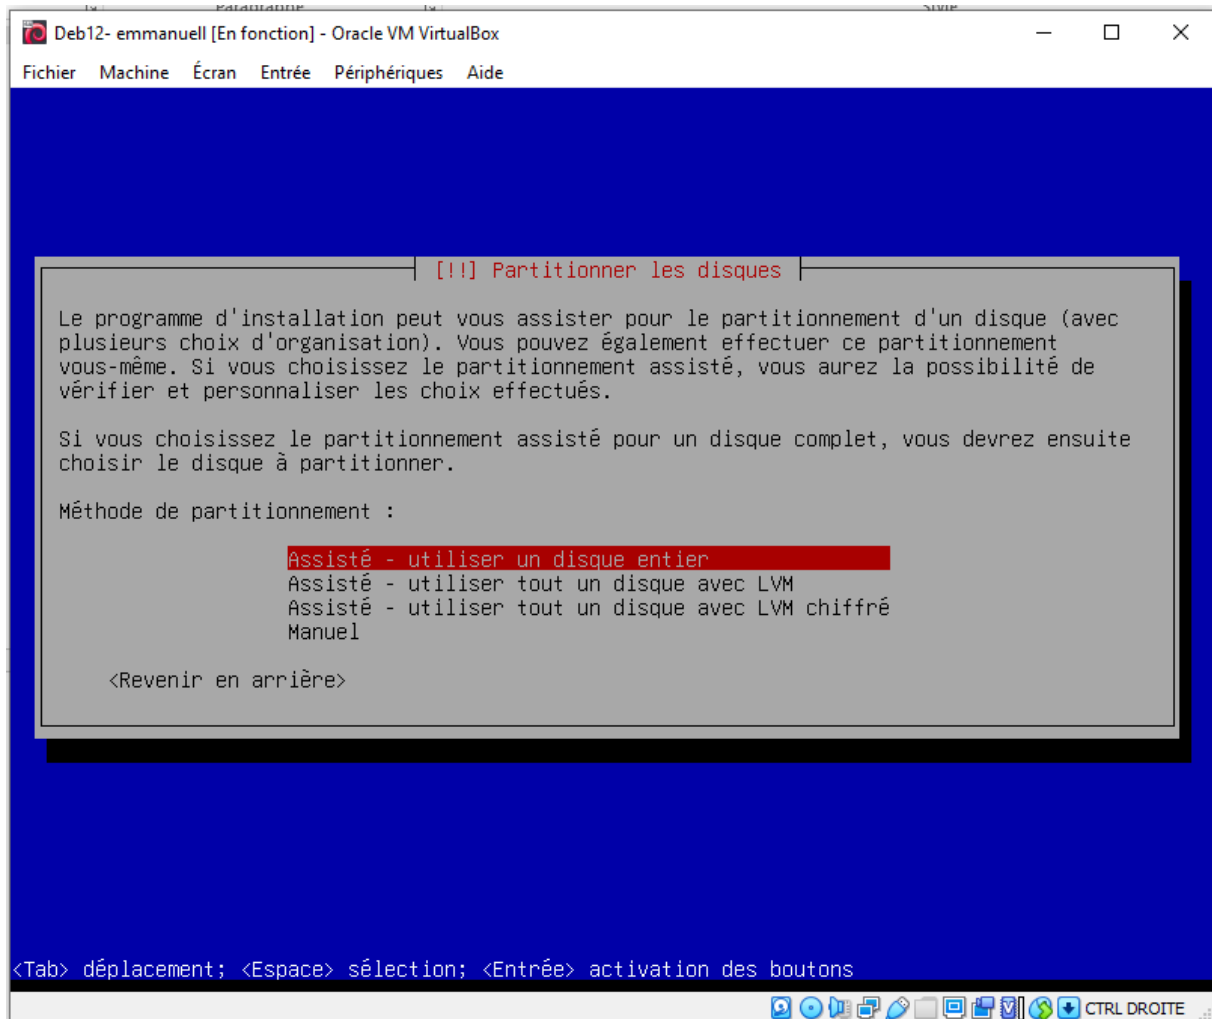 Paragraphe
Style
Deb12- emmanuell [En fonction] - Oracle VM VirtualBox
Fichier Machine Écran Entrée Périphériques Aide
[!!] Partitionner les disques
Le programme d'installation peut vous assister pour le partitionnement d'un disque (avec
plusieurs choix d'organisation). Vous pouvez également effectuer ce partitionnement
vous-même. Si vous choisissez le partitionnement assisté, vous aurez la possibilité de
vérifier et personnaliser les choix effectués.
Si vous choisissez le partitionnement assisté pour un disque complet, vous devrez ensuite
choisir le disque à partitionner.
Méthode de partitionnement :
Assisté - utiliser un disque entier
Assisté - utiliser tout un disque avec LVM
Assisté - utiliser tout un disque avec LVM chiffré
Manuel
<Revenir en arrière>
<Tab> déplacement; <Espace> sélection; <Entrée> activation des boutons
CTRL DROITE